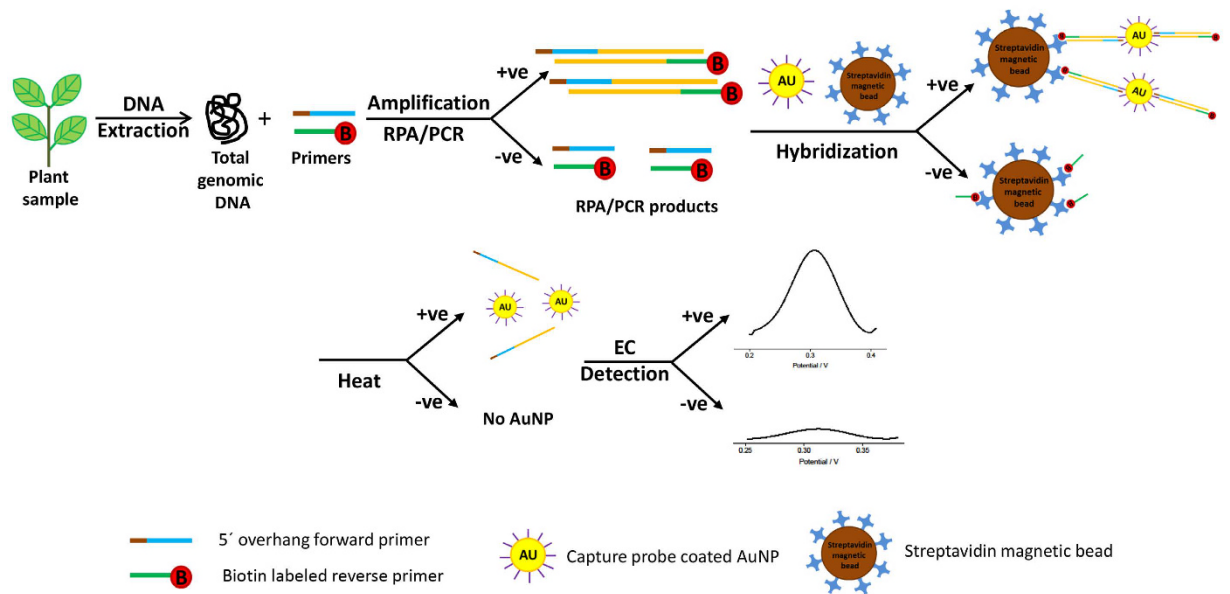 DNA
Extraction
Plant
sample
Total
genomic
DNA
+
Primers
B
Amplification
RPA/PCR
+ve
-ve
B
B
B
B
RPA/PCR products
AU
Streptavidin
magnetic
bead
Hybridization
+ve
-ve
Streptavidin
magnetic
bead
AU
AU
Streptavidin
magnetic
bead
Heat
+ve
-ve
AU
AU
No AuNP
EC
Detection
+ve
-ve
0.2 0.3 0.4
Potential / V
0.25 0.30 0.35
Potential / V
5´ overhang forward primer
B
Biotin labeled reverse primer
AU
Capture probe coated AuNP
Streptavidin
magnetic
bead
Streptavidin magnetic bead